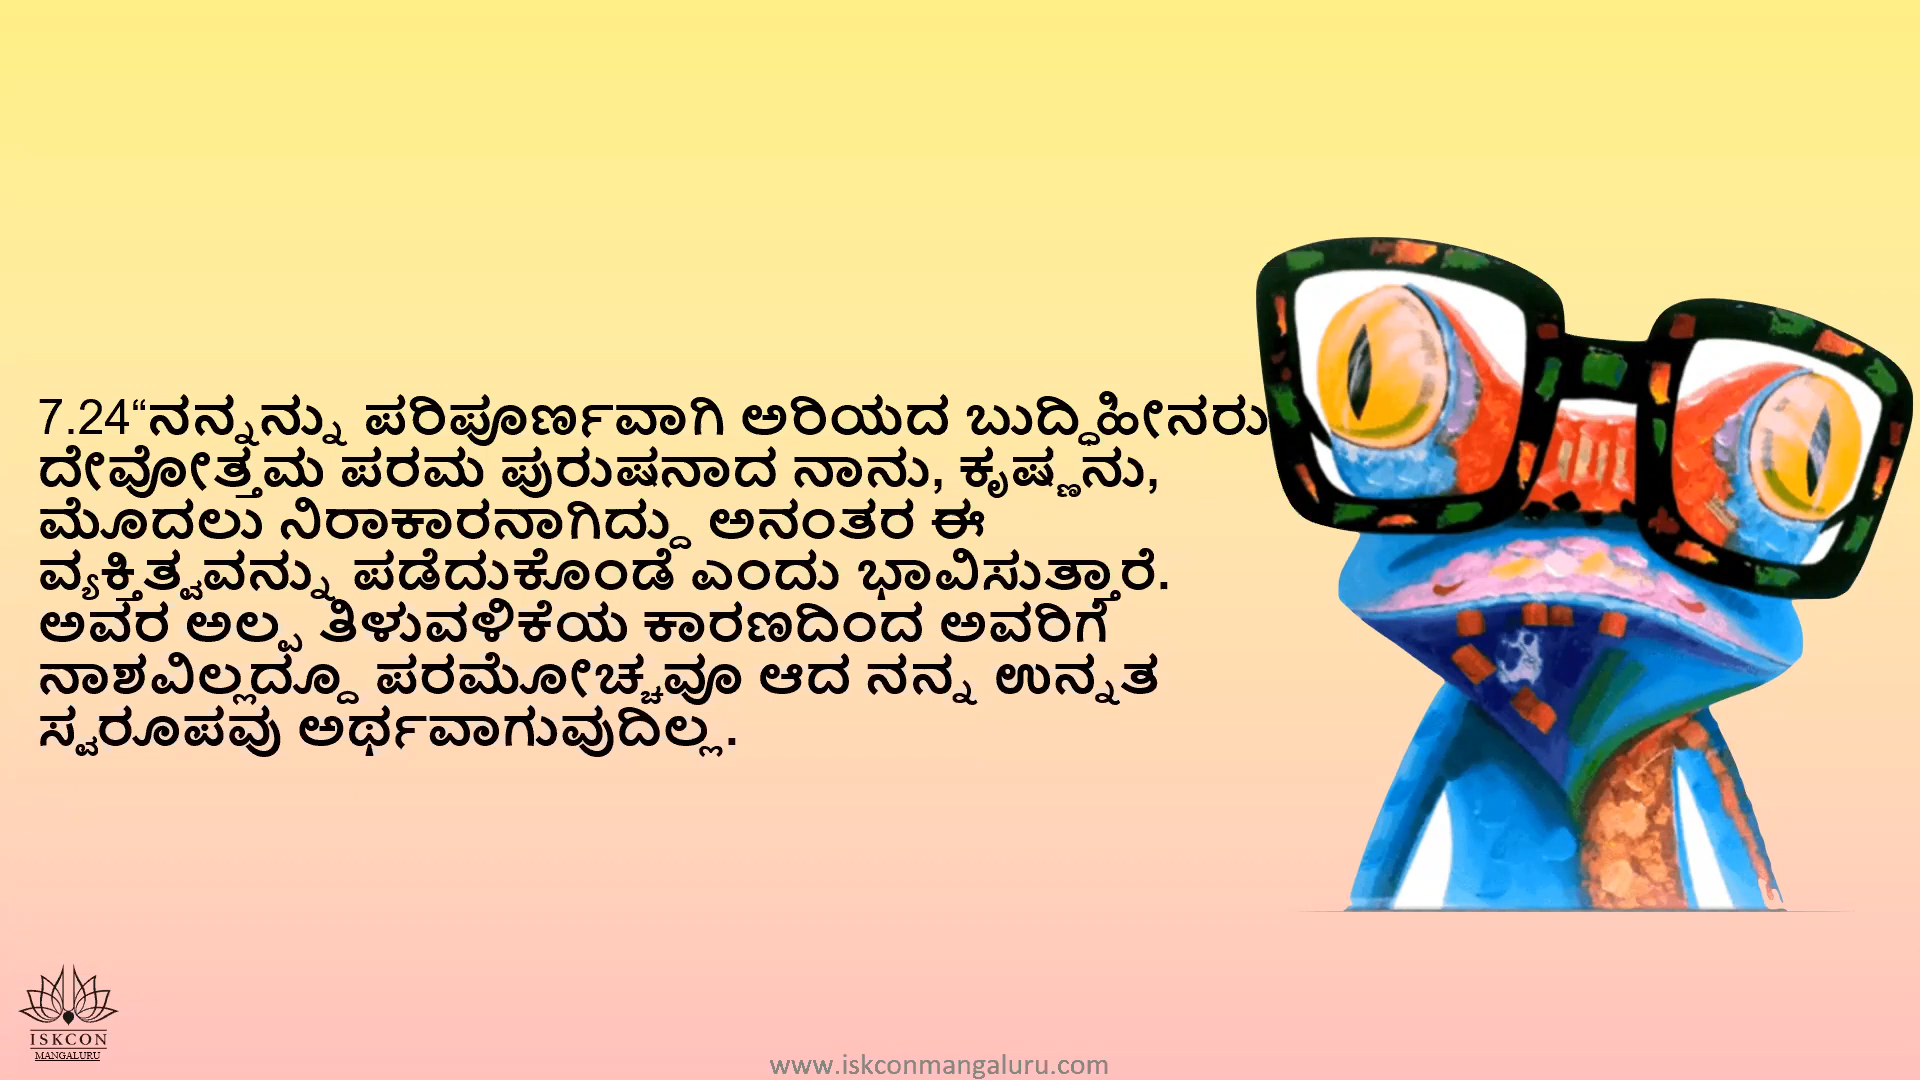 7.24“ನನ್ನನ್ನು ಪರಿಪೂರ್ಣವಾಗಿ ಅರಿಯದ ಬುದ್ಧಿಹೀನರು
ದೇವೋತ್ತಮ ಪರಮ ಪುರುಷನಾದ ನಾನು, ಕೃಷ್ಣನು,
ಮೊದಲು ನಿರಾಕಾರನಾಗಿದ್ದು ಅನಂತರ ಈ
ವ್ಯಕ್ತಿತ್ವವನ್ನು ಪಡೆದುಕೊಂಡೆ ಎಂದು ಭಾವಿಸುತ್ತಾರೆ.
ಅವರ ಅಲ್ಪ ತಿಳುವಳಿಕೆಯ ಕಾರಣದಿಂದ ಅವರಿಗೆ
ನಾಶವಿಲ್ಲದ್ದೂ ಪರಮೋಚ್ಚವೂ ಆದ ನನ್ನ ಉನ್ನತ
ಸ್ವರೂಪವು ಅರ್ಥವಾಗುವುದಿಲ್ಲ.
ISKCON
MANGALURU
www.iskconmangaluru.com